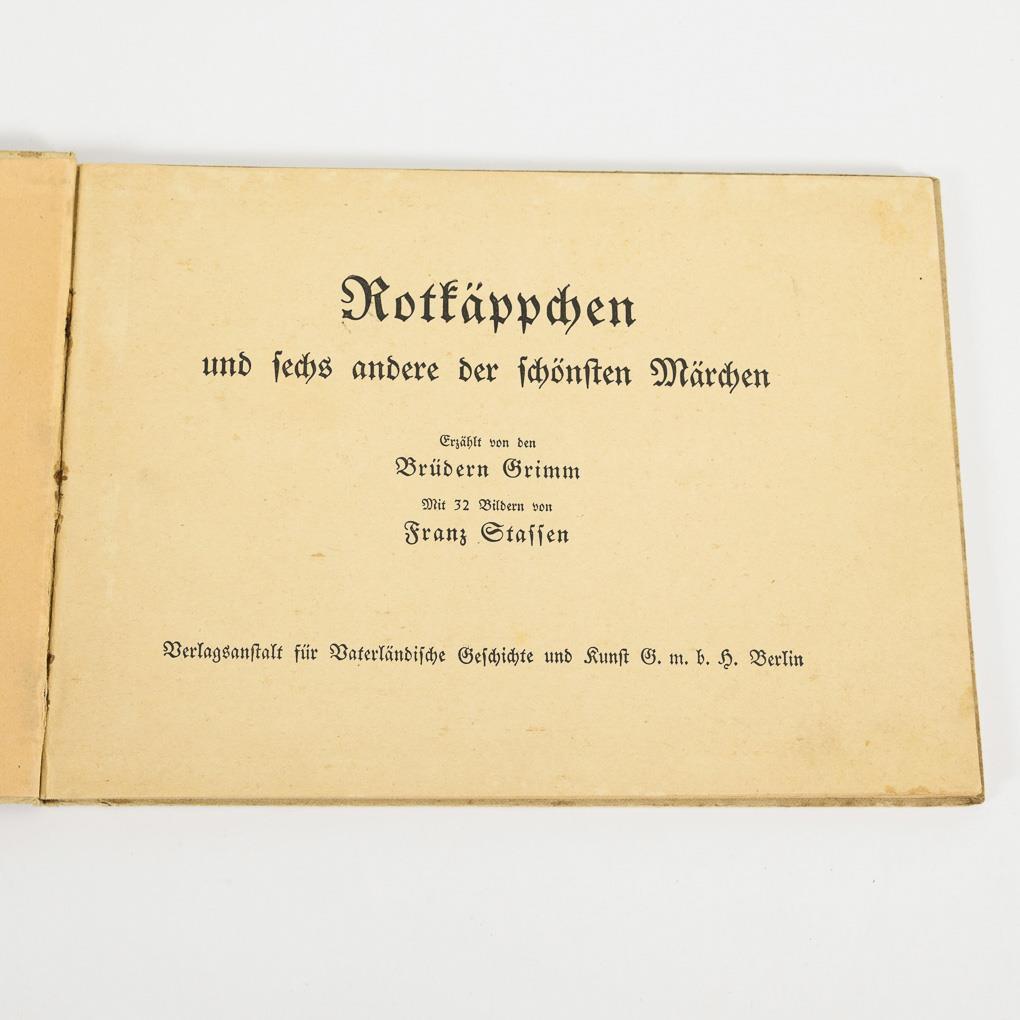 Rotkäppchen
und sechs andere der schönsten Märchen
Erzählt von den
Brüdern Grimm
Mit 32 Bildern von
Franz Stassen
Verlagsanstalt für Vaterländische Geschichte und Kunst G. m. b. H. Berlin